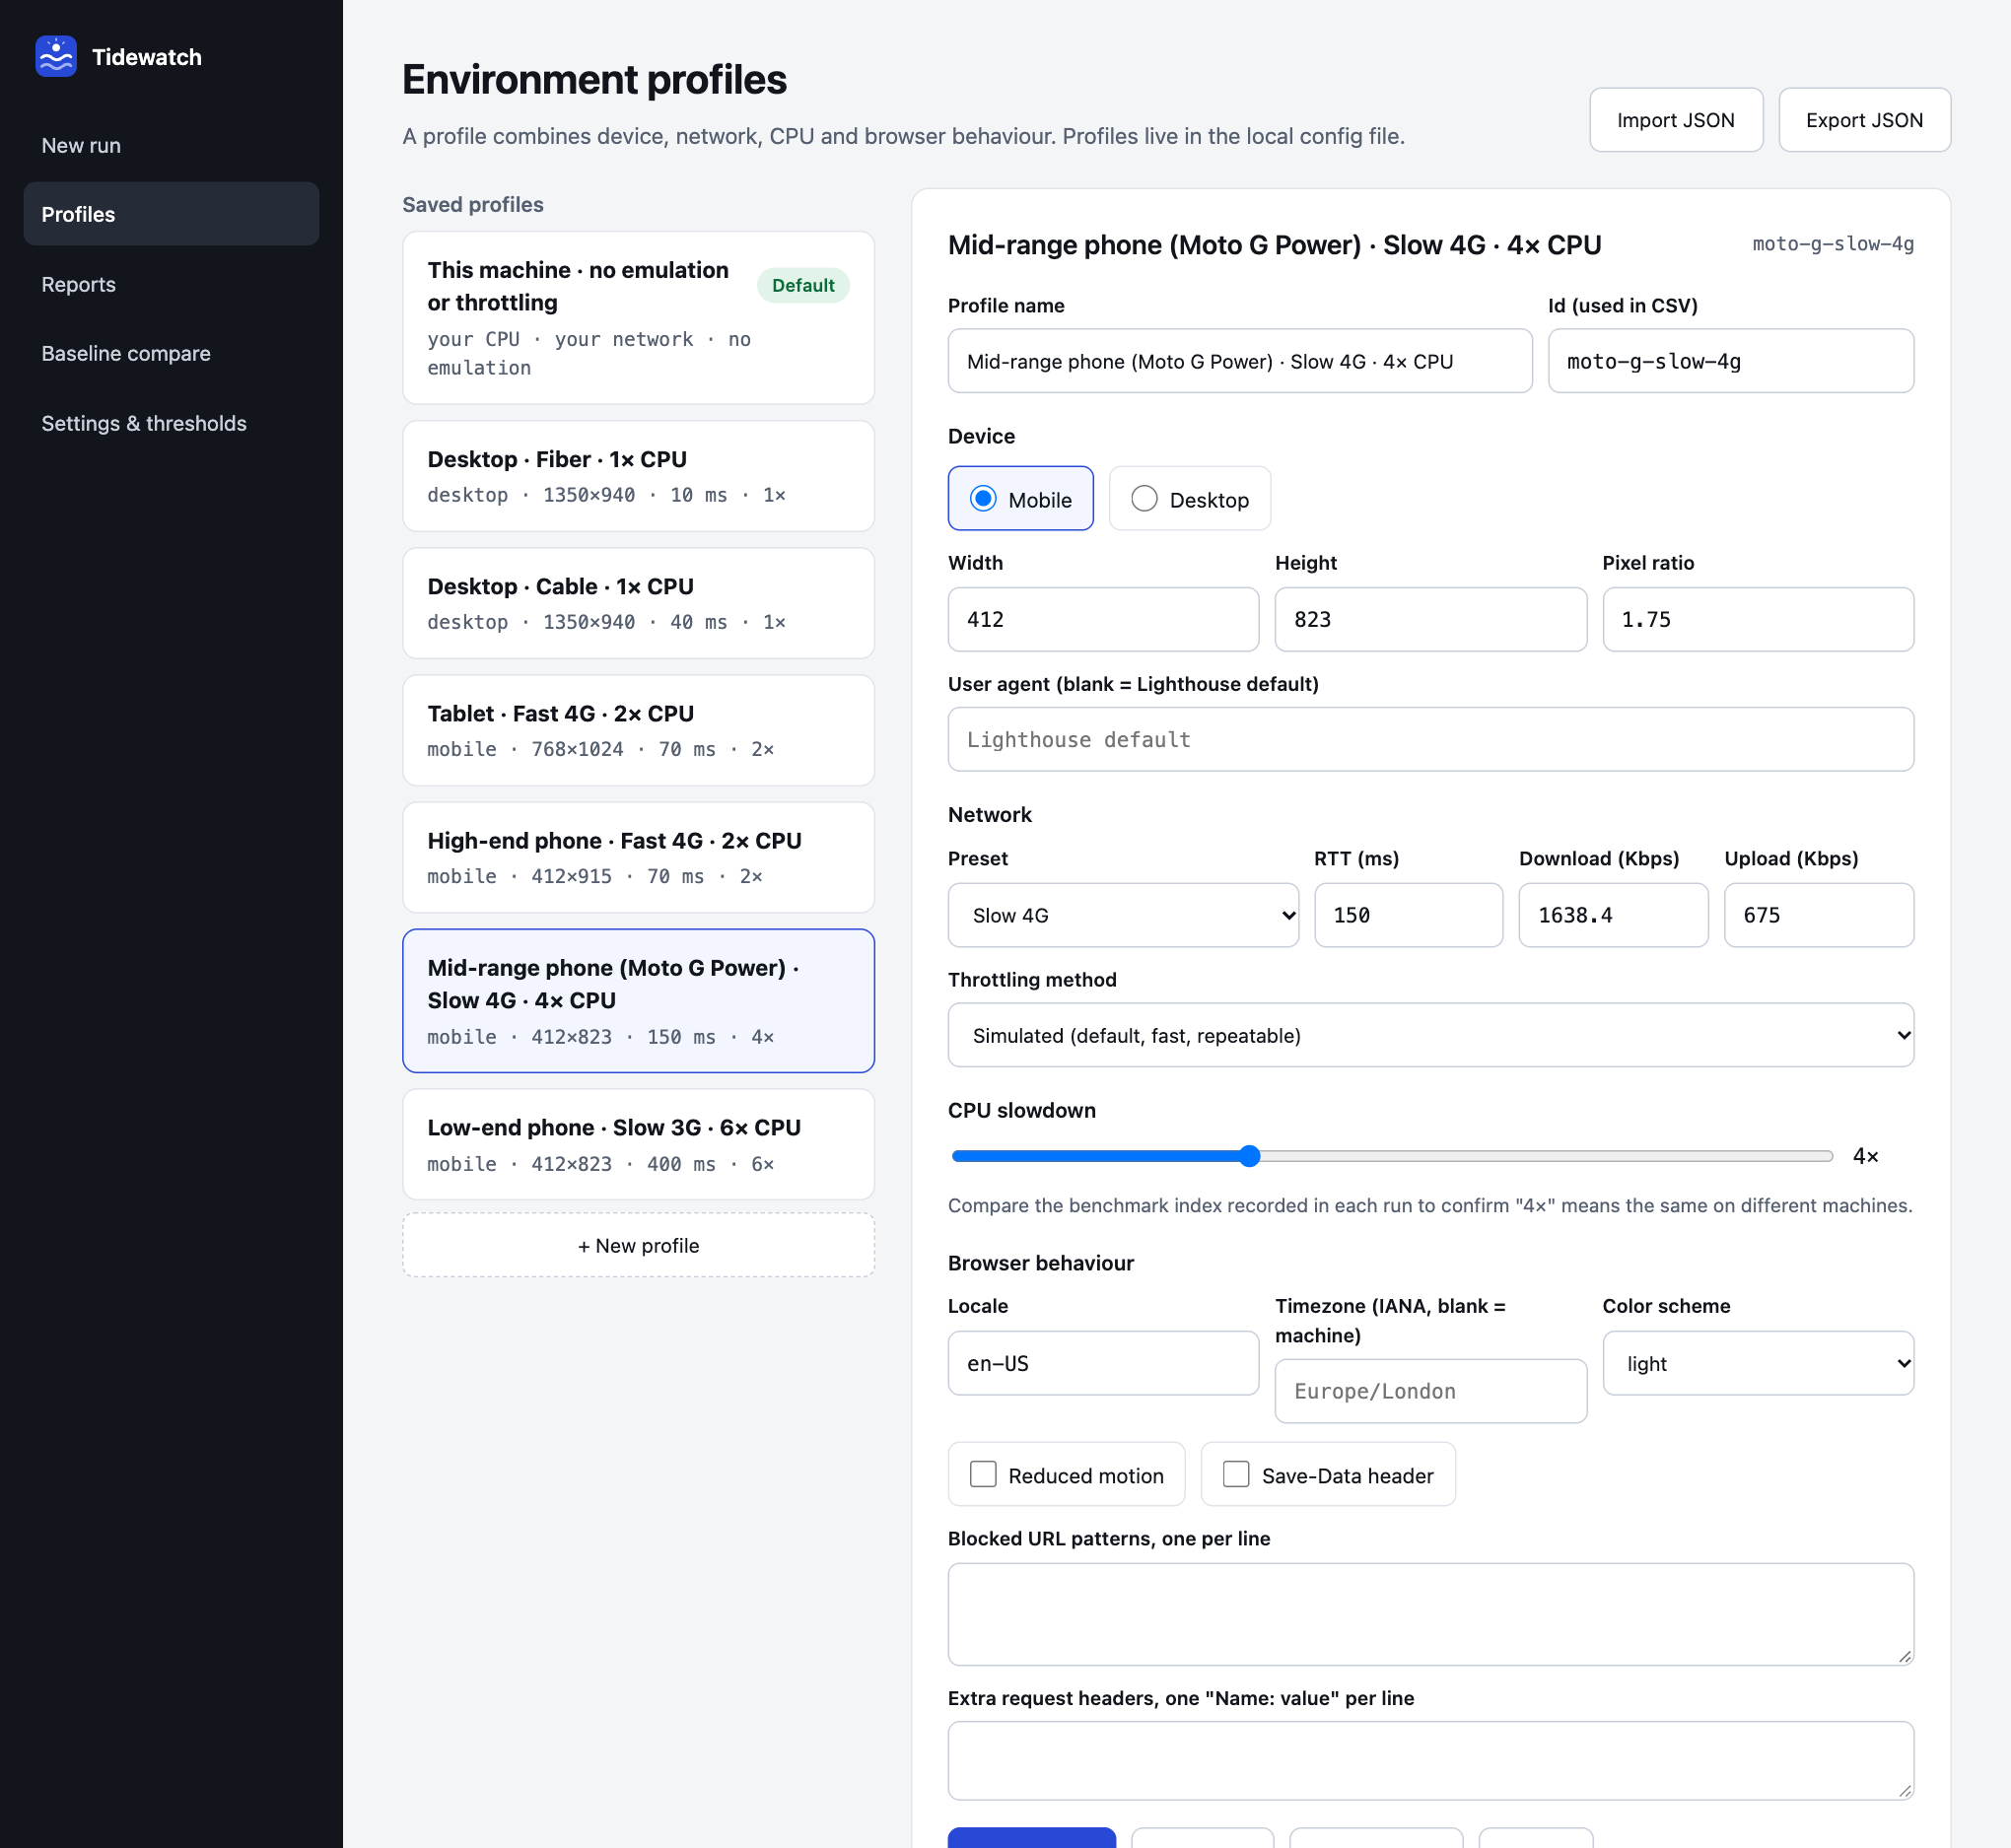 Tidewatch
New run
Profiles
Reports
Baseline compare
Settings & thresholds
Environment profiles
A profile combines device, network, CPU and browser behaviour. Profiles live in the local config file.
Import JSON
Export JSON
Saved profiles
This machine · no emulation
or throttling
Default
your CPU · your network · no
emulation
Desktop · Fiber · 1× CPU
desktop · 1350×940 · 10 ms · 1×
Desktop · Cable · 1× CPU
desktop · 1350×940 · 40 ms · 1×
Tablet · Fast 4G · 2× CPU
mobile · 768×1024 · 70 ms · 2×
High-end phone · Fast 4G · 2× CPU
mobile · 412×915 · 70 ms · 2×
Mid-range phone (Moto G Power) ·
Slow 4G · 4× CPU
mobile · 412×823 · 150 ms · 4×
Low-end phone · Slow 3G · 6× CPU
mobile · 412×823 · 400 ms · 6×
+ New profile
Mid-range phone (Moto G Power) · Slow 4G · 4× CPU
moto-g-slow-4g
Profile name
Id (used in CSV)
Mid-range phone (Moto G Power) · Slow 4G · 4× CPU
moto-g-slow-4g
Device
Mobile
Desktop
Width
Height
Pixel ratio
412
823
1.75
User agent (blank = Lighthouse default)
Lighthouse default
Network
Preset
RTT (ms)
Download (Kbps)
Upload (Kbps)
Slow 4G
150
1638.4
675
Throttling method
Simulated (default, fast, repeatable)
CPU slowdown
4×
Compare the benchmark index recorded in each run to confirm "4×" means the same on different machines.
Browser behaviour
Locale
Timezone (IANA, blank =
machine)
Color scheme
en-US
Europe/London
light
Reduced motion
Save-Data header
Blocked URL patterns, one per line
Extra request headers, one "Name: value" per line